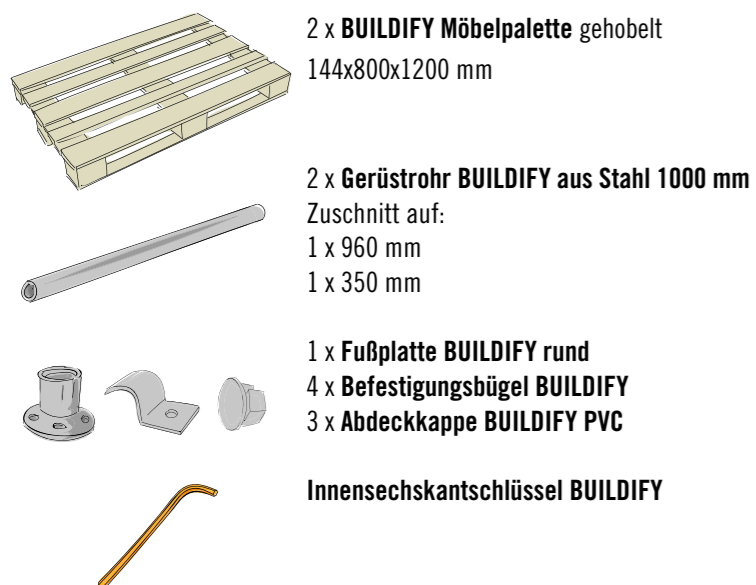 2 x BUILDIFY Möbelpalette gehobelt
144x800x1200 mm
2 x Gerüstrohr BUILDIFY aus Stahl 1000 mm
Zuschnitt auf:
1 x 960 mm
1 x 350 mm
1 x Fußplatte BUILDIFY rund
4 x Befestigungsbügel BUILDIFY
3 x Abdeckkappe BUILDIFY PVC
Innensechskantschlüssel BUILDIFY